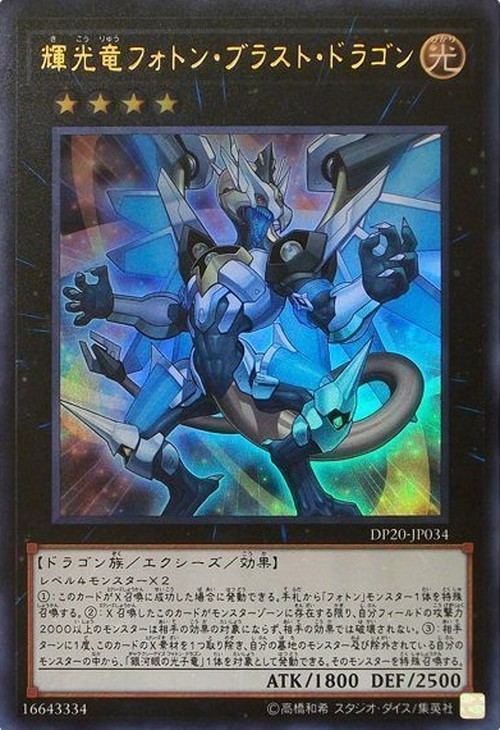 輝光竜フォトン・ブラスト・ドラゴン
光
DP20-JP034
【ドラゴン族／エクシーズ／効果】
レベル４モンスター×２
①：このカードがX召喚に成功した場合に発動できる。手札から「フォトン」モンスター１体を特殊
召喚する。②：X召喚したこのカードがモンスターゾーンに存在する限り、自分フィールドの攻撃力
2000以上のモンスターは相手の効果の対象にならず、相手の効果では破壊されない。③：相手
ターンに１度、このカードのX素材を１つ取り除き、自分の墓地のモンスター及び除外されている自分の
モンスターの中から、「銀河眼の光子竜」１体を対象として発動できる。そのモンスターを特殊召喚する。
ATK/1800 DEF/2500
16643334
©高橋和希 スタジオ・ダイス/集英社